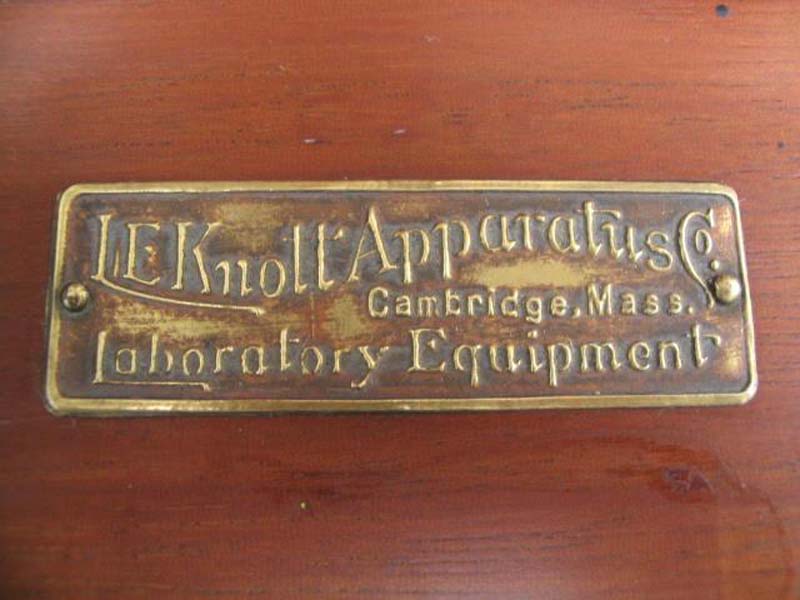 L.E. Knott Apparatus Co.
Cambridge, Mass.
Laboratory Equipment